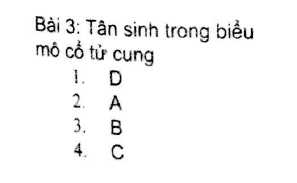 Bài 3: Tân sinh trong biểu
mô cổ tử cung
1. D
2. A
3. B
4. C